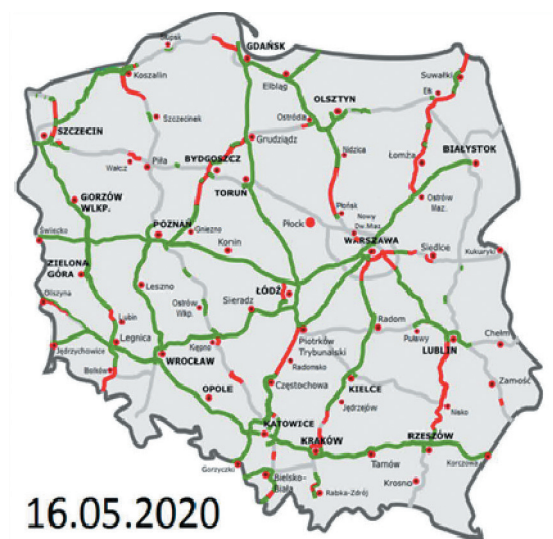 Słupsk
GDAŃSK
Koszallin
Elbląg
Suwałki
Ełk
OLSZTYN
Ostróda
SZCZECIN
Szczecinek
Grudziądz
Nidzica
BIAŁYSTOK
Łomża
BYDGOSZCZ
Piła
Wałcz
TORUN
GORZÓW
WLKP.
Ostrów
Maz.
Płońsk
Nowy
Dw.Maz.
Płock
POZNAŃ
Gniezno
Świecko
Konin
WARSZAWA
Siedlce
Kukuryki
ZIELONA
GÓRA
Leszno
ŁÓDŹ
Sieradz
Olszyna
Ostrów
Wlkp.
Lubin
Radom
Legnica
Kępno
Piotrków
Trybunalski
Puławy
Chełm
Jędrzychowice
WROCŁAW
LUBLIN
Radomsko
Bolków
OPOLE
Częstochowa
KIELCE
Zamość
Jędrzejów
Nisko
KATOWICE
KRAKÓW
RZESZÓW
Gorzyczki
Tarnów
Korszowa
Bielsko-
Biała
Rabka-Zdrój
Krosno
16.05.2020